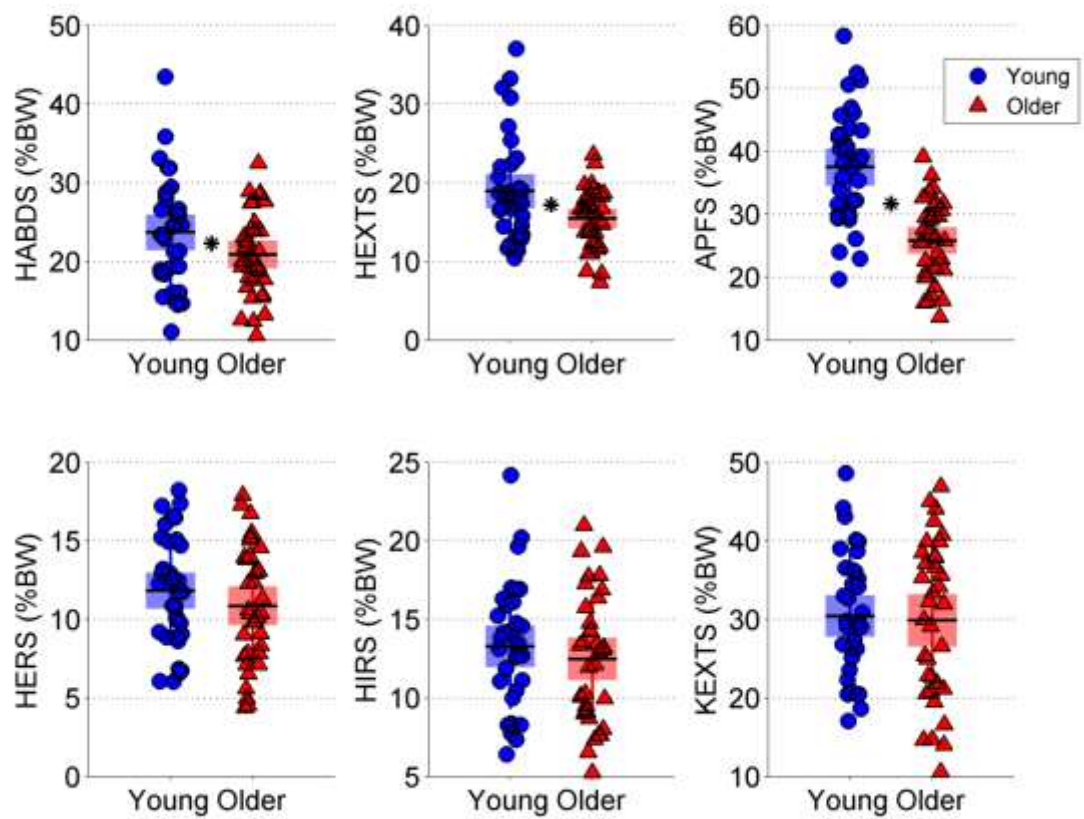 50
40
30
20
10
HABDS (%BW)
*
Young Older
40
30
20
10
0
HEXTS (%BW)
*
Young Older
60
50
40
30
20
10
APFS (%BW)
*
Young Older
Young
Older
20
15
10
5
0
HERS (%BW)
Young Older
25
20
15
10
5
HIRS (%BW)
Young Older
50
40
30
20
10
KEXTS (%BW)
Young Older